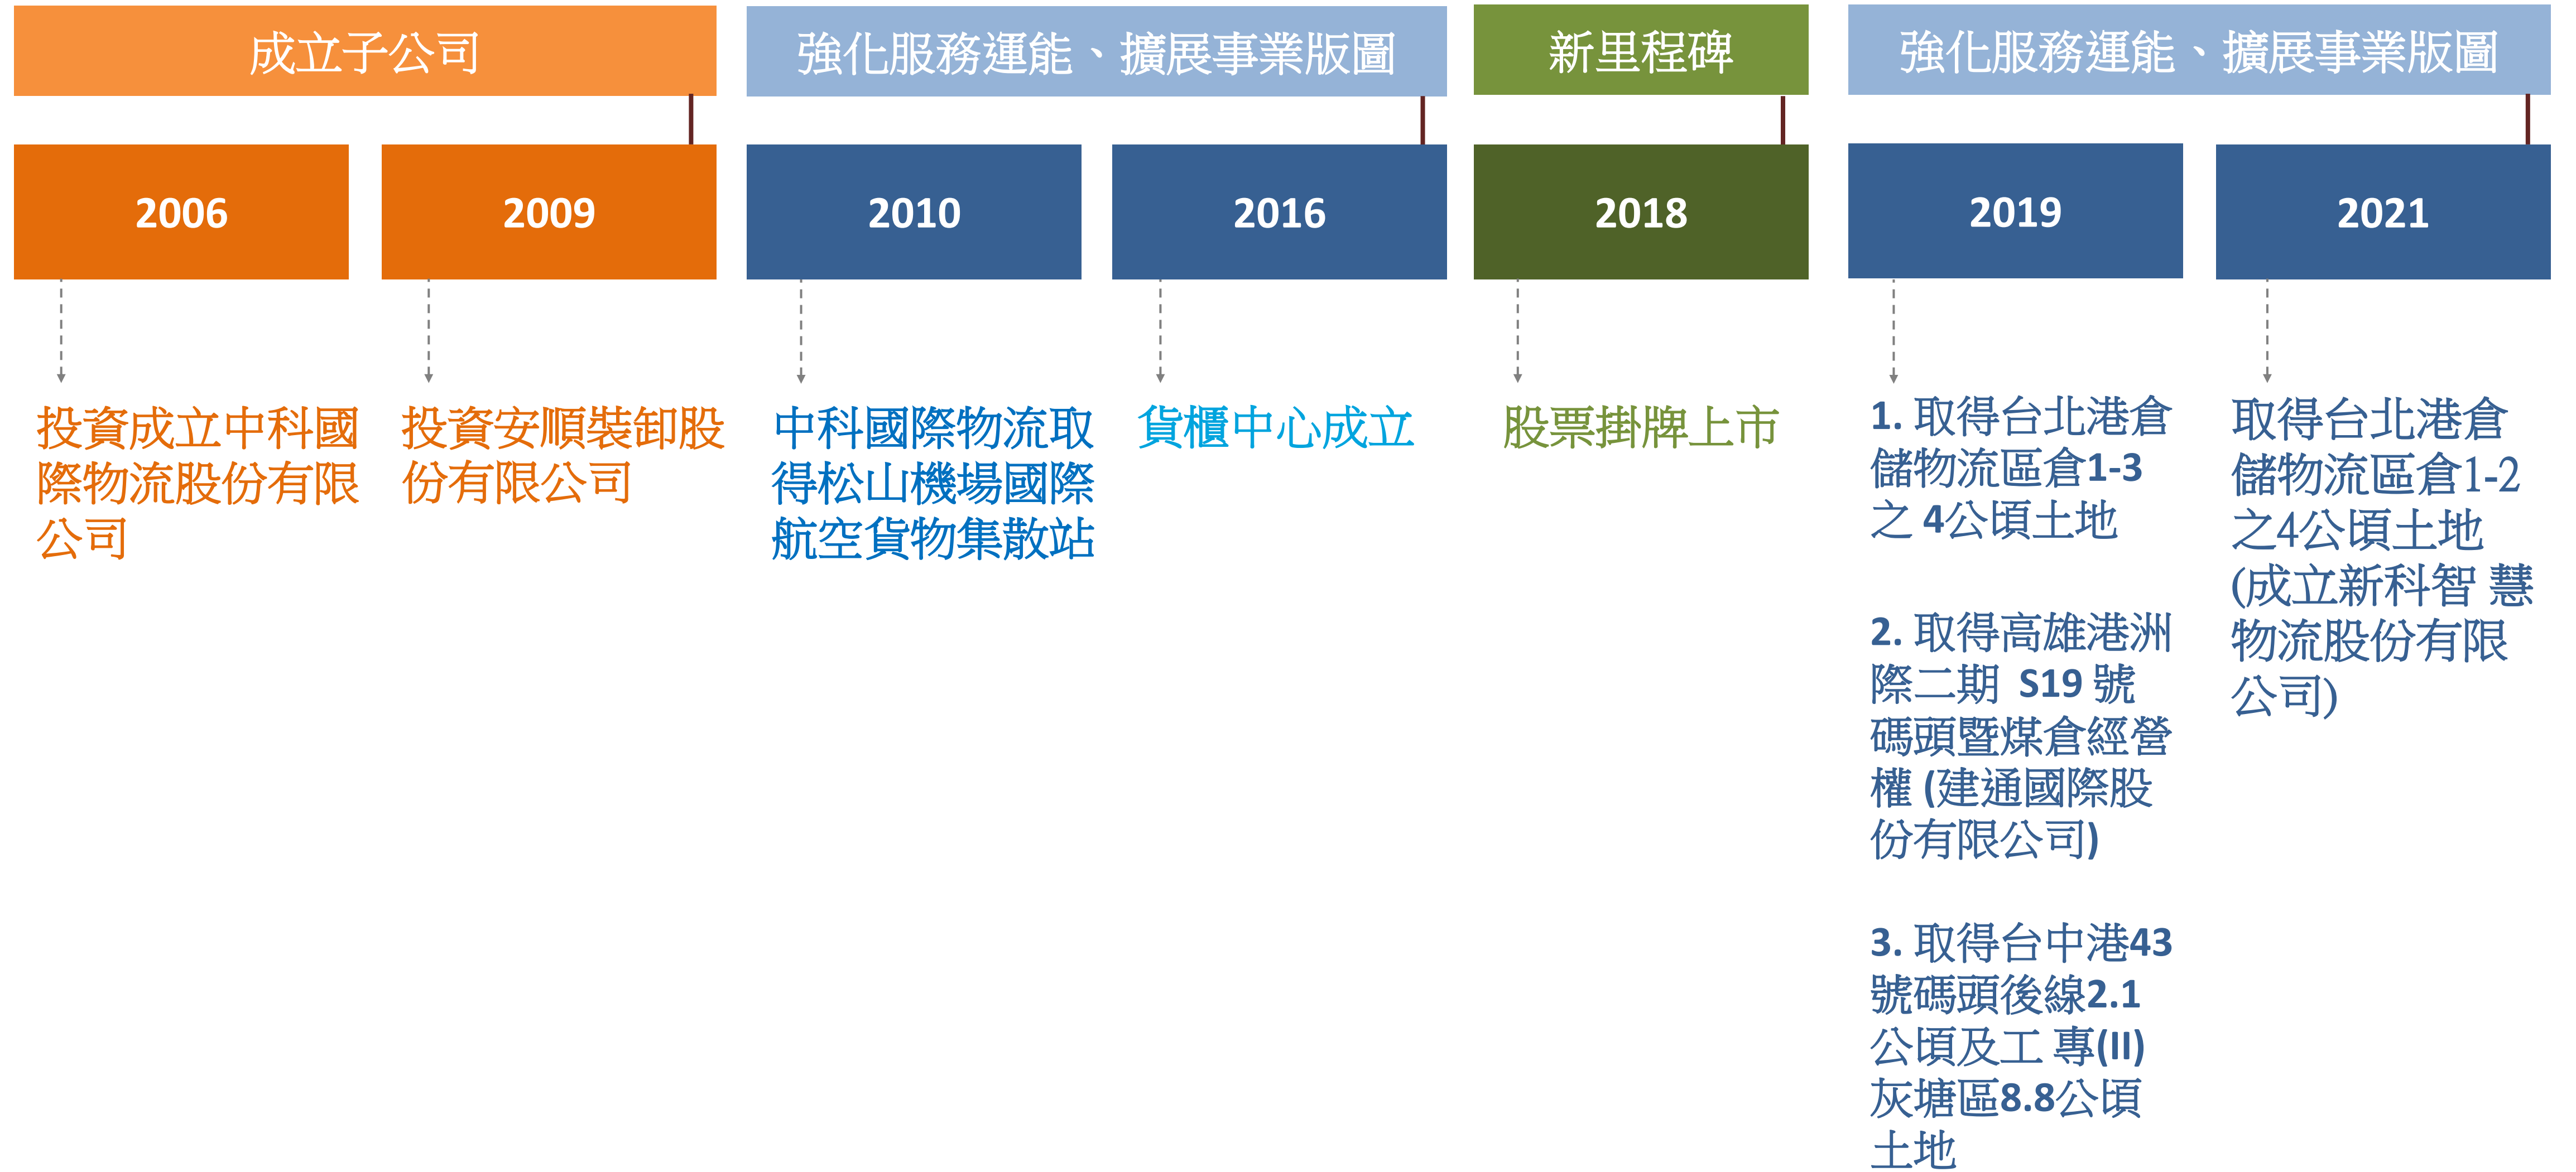 成立子公司
強化服務運能、擴展事業版圖
新里程碑
強化服務運能、擴展事業版圖
2006
2009
2010
2016
2018
2019
2021
投資成立中科國
際物流股份有限
公司
投資安順裝卸股
份有限公司
中科國際物流取
得松山機場國際
航空貨物集散站
貨櫃中心成立
股票掛牌上市
1. 取得台北港倉
儲物流區倉1-3
之 4公頃土地
2. 取得高雄港洲
際二期 S19 號
碼頭暨煤倉經營
權 (建通國際股
份有限公司)
3. 取得台中港43
號碼頭後線2.1
公頃及工 專(II)
灰塘區8.8公頃
土地
取得台北港倉
儲物流區倉1-2
之4公頃土地
(成立新科智 慧
物流股份有限
公司)